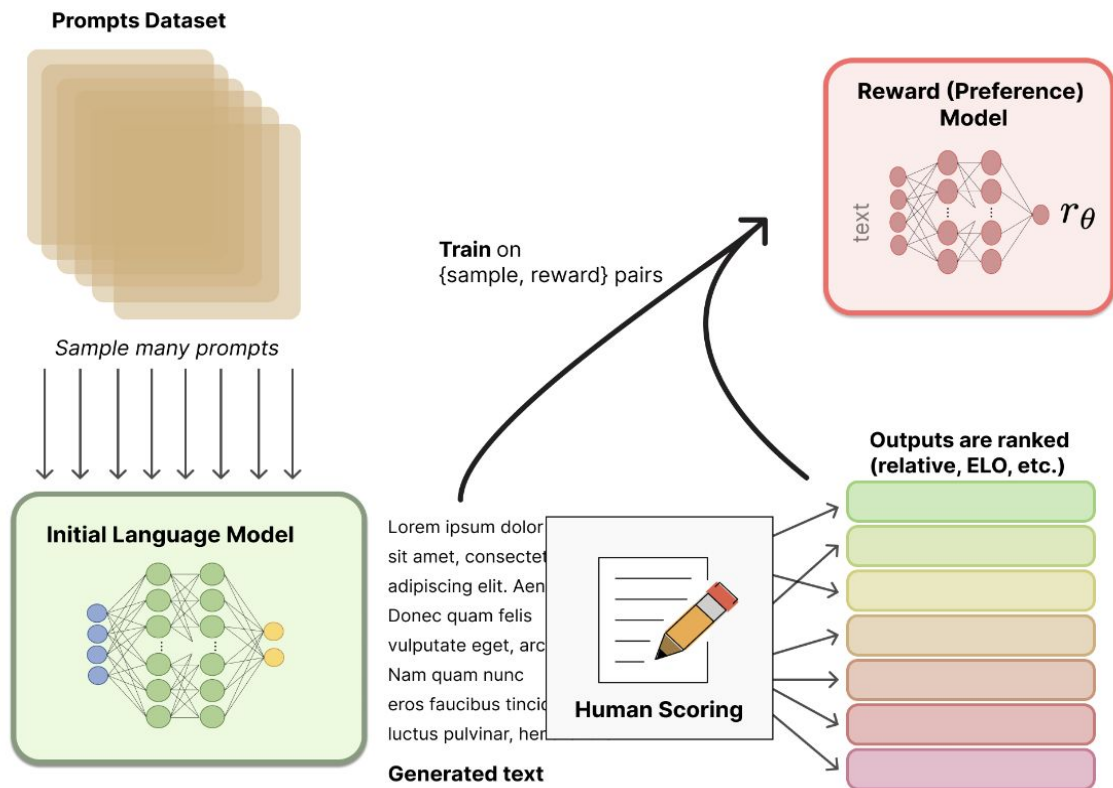 Prompts Dataset
Sample many prompts
Initial Language Model
Train on
{sample, reward} pairs
Reward (Preference)
Model
text
rθ
Lorem ipsum dolor
sit amet, consectet
adipiscing elit. Aen
Donec quam felis
vulputate eget, arc
Nam quam nunc
eros faucibus tincid
luctus pulvinar, hen
Generated text
Human Scoring
Outputs are ranked
(relative, ELO, etc.)